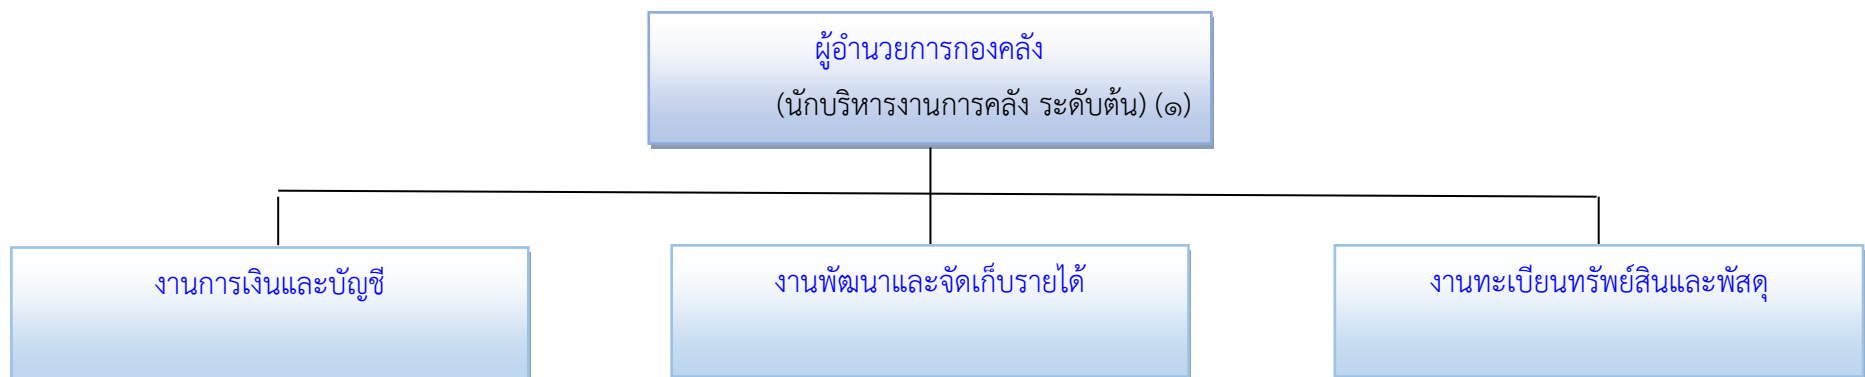 ผู้อำนวยการกองคลัง
(นักบริหารงานการคลัง ระดับต้น) (๑)
งานการเงินและบัญชี
งานพัฒนาและจัดเก็บรายได้
งานทะเบียนทรัพย์สินและพัสดุ